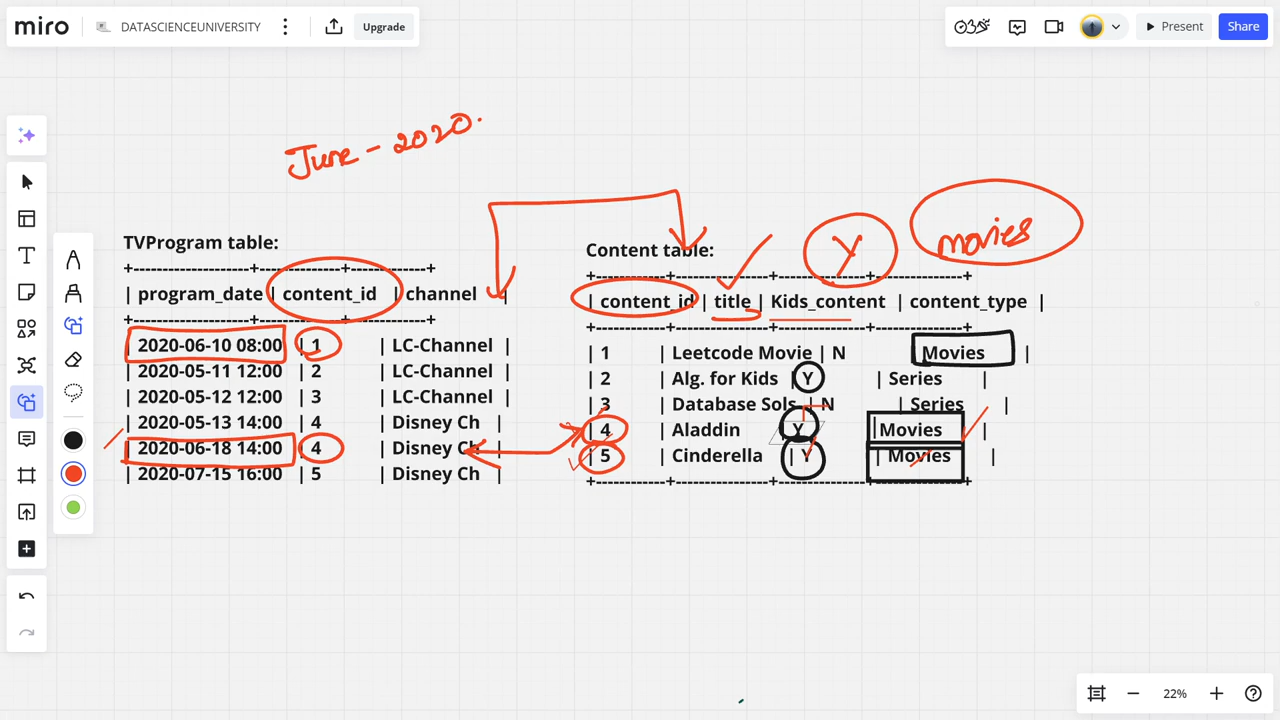 miro DATASCIENCEUNIVERSITY Upgrade Present Share
June - 2020.
Y movies
TVProgram table:
+--------------------+--------------+-------------+
| program_date | content_id | channel |
+--------------------+--------------+-------------+
| 2020-06-10 08:00 | 1 | LC-Channel |
| 2020-05-11 12:00 | 2 | LC-Channel |
| 2020-05-12 12:00 | 3 | LC-Channel |
| 2020-05-13 14:00 | 4 | Disney Ch |
| 2020-06-18 14:00 | 4 | Disney Ch |
| 2020-07-15 16:00 | 5 | Disney Ch |
Content table:
+------------+----------------+---------------+---------------+
| content_id | title | Kids_content | content_type |
+------------+----------------+---------------+---------------+
| 1 | Leetcode Movie | N | Movies |
| 2 | Alg. for Kids | Y | Series |
| 3 | Database Sols | N | Series |
| 4 | Aladdin | Y | Movies |
| 5 | Cinderella | Y | Movies |
+------------+----------------+---------------+---------------+
22%